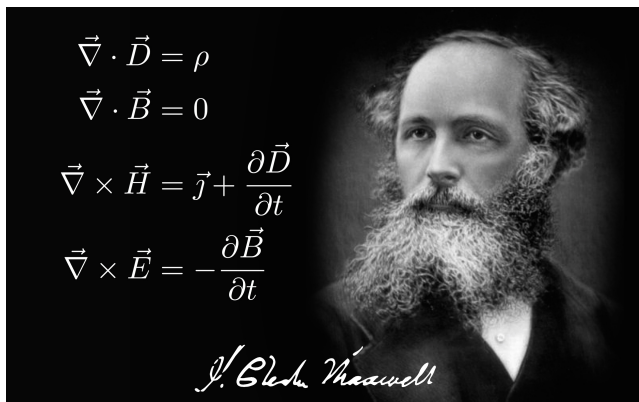 ∇⃗ · D⃗ = ρ
∇⃗ · B⃗ = 0
∇⃗ × H⃗ = ȷ⃗ + ∂D⃗/∂t
∇⃗ × E⃗ = −∂B⃗/∂t
J. Clerk Maxwell